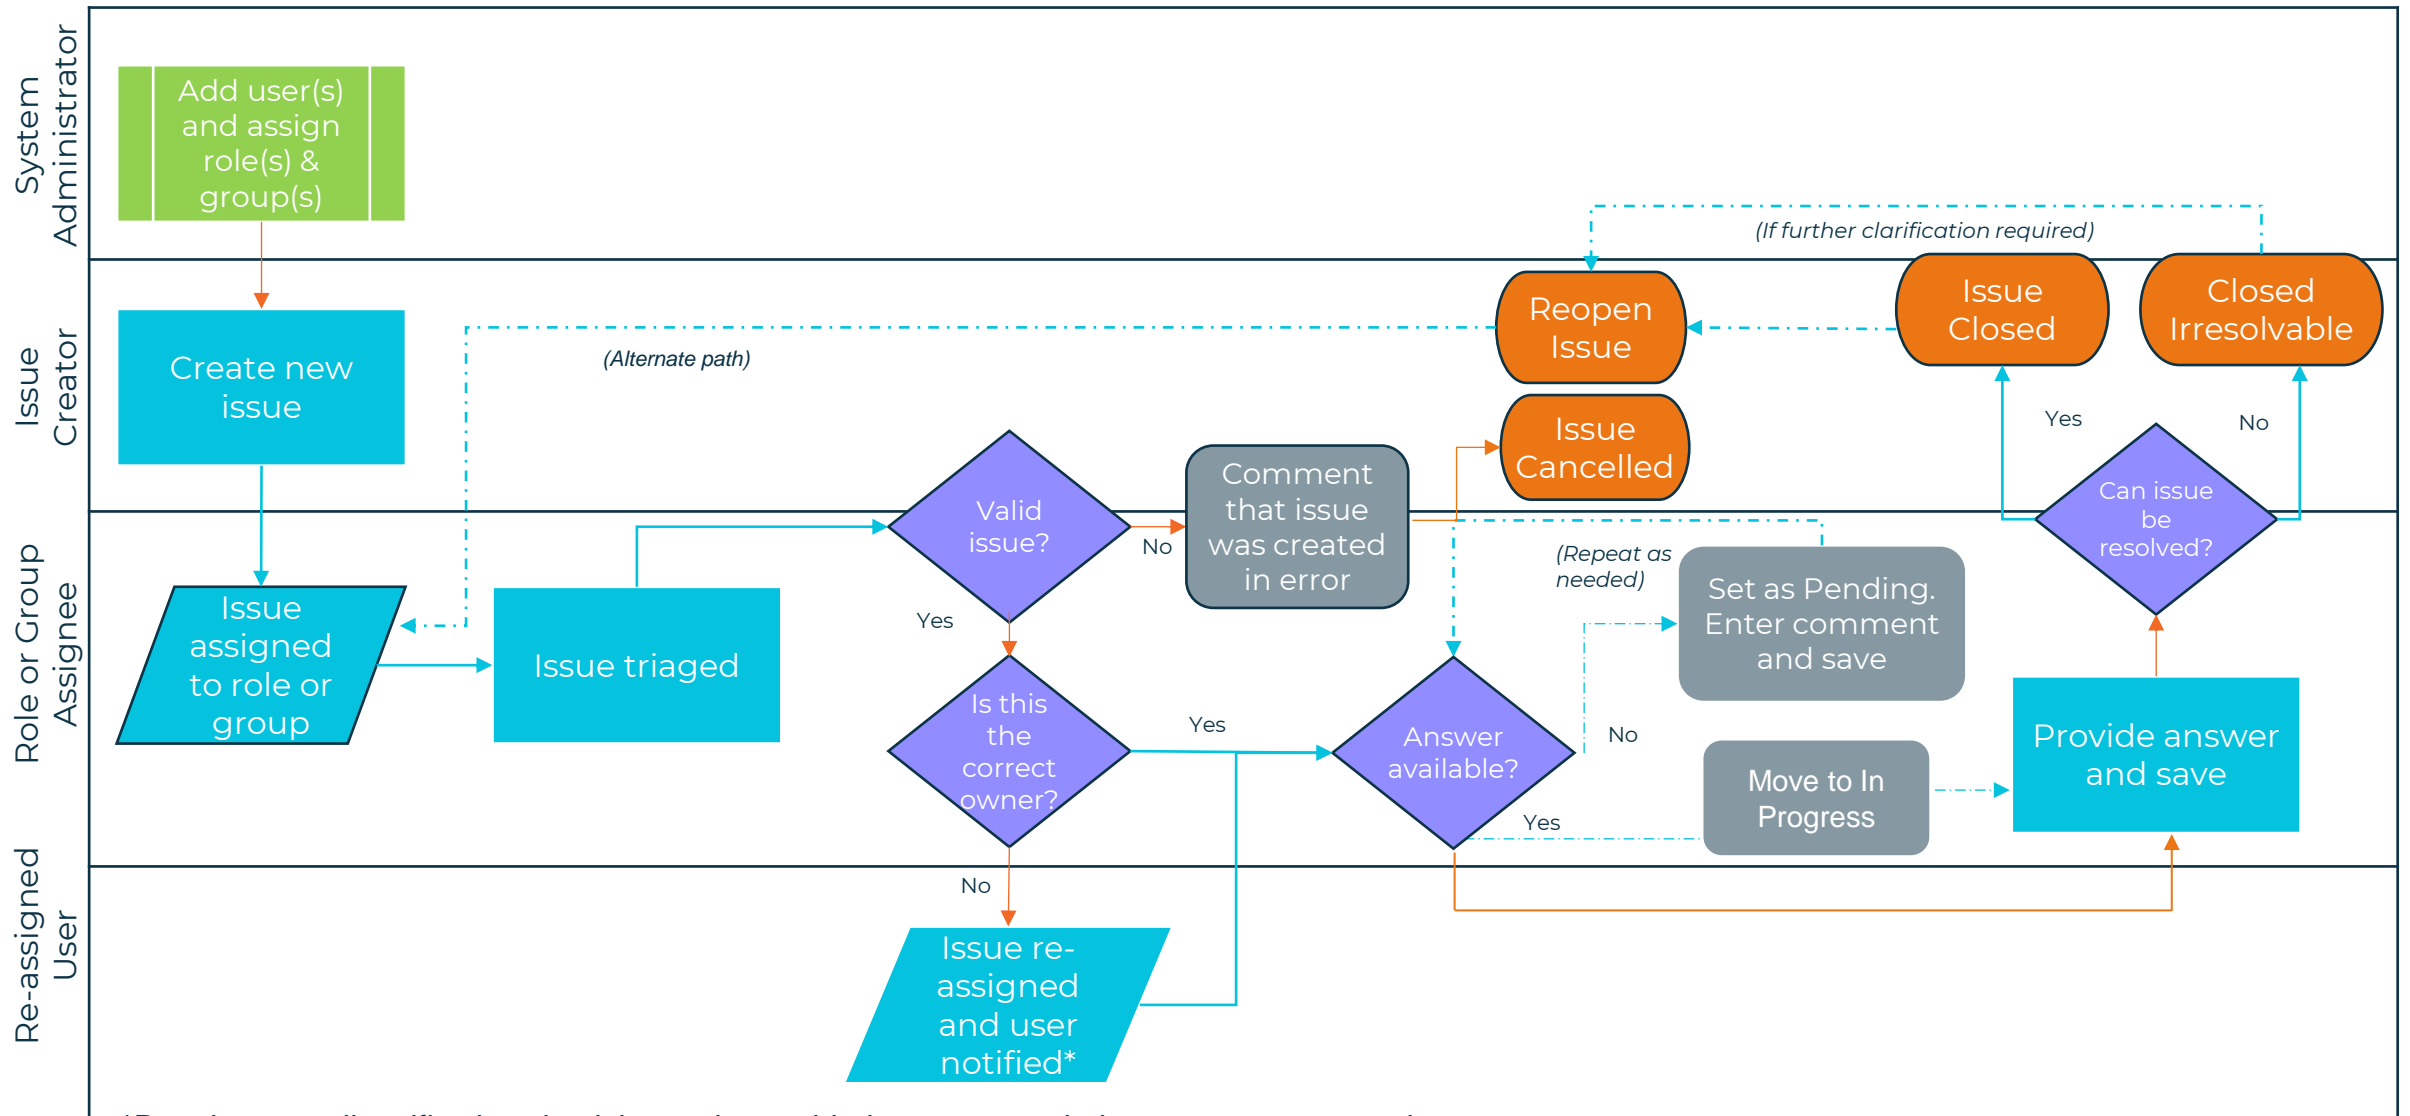 System
Administrator
Add user(s)
and assign
role(s) &
group(s)
(If further clarification required)
Issue
Creator
Create new
issue
(Alternate path)
Reopen
Issue
Issue
Closed
Closed
Irresolvable
Issue
Cancelled
Yes
No
Valid
issue?
Comment
that issue
was created
in error
No
Can issue
be
resolved?
Role or Group
Assignee
Issue
assigned
to role or
group
Issue triaged
Yes
(Repeat as
needed)
Set as Pending.
Enter comment
and save
Is this
the
correct
owner?
Yes
Answer
available?
No
Move to In
Progress
Provide answer
and save
Yes
Re-assigned
User
No
Issue re-
assigned
and user
notified*